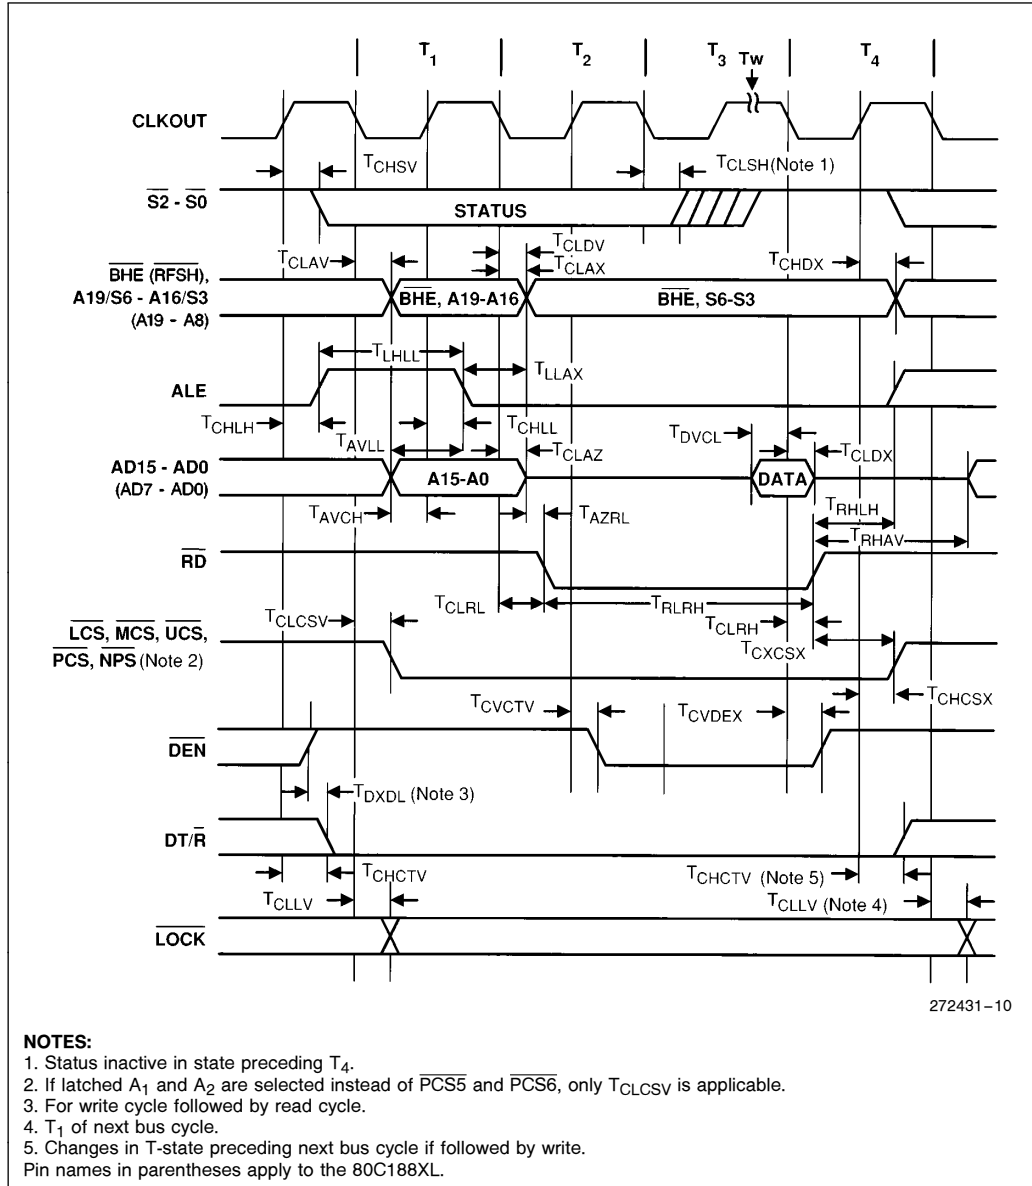 T1 T2 T3 Tw T4
CLKOUT
TCHSV TCLSH (Note 1)
S2 - S0
STATUS
TCLDV
TCLAV TCLAX TCHDX
BHE (RFSH),
A19/S6 - A16/S3
(A19 - A8)
BHE, A19-A16 BHE, S6-S3
TLHLL
TLLAX
ALE
TCHLH TCHLL TDVCL
TAVLL TCLAZ TCLDX
AD15 - AD0
(AD7 - AD0)
A15-A0 DATA
TRHLH
TAVCH TAZRL
TRHAV
RD
TCLRL TRLRH
TCLCSV TCLRH
LCS, MCS, UCS,
PCS, NPS (Note 2)
TCXCSX
TCHCSX
TCVCTV TCVDEX
DEN
TDXDL (Note 3)
DT/R
TCHCTV TCHCTV (Note 5)
TCLLV TCLLV (Note 4)
LOCK
272431-10
NOTES:
1. Status inactive in state preceding T4.
2. If latched A1 and A2 are selected instead of PCS5 and PCS6, only TCLCSV is applicable.
3. For write cycle followed by read cycle.
4. T1 of next bus cycle.
5. Changes in T-state preceding next bus cycle if followed by write.
Pin names in parentheses apply to the 80C188XL.